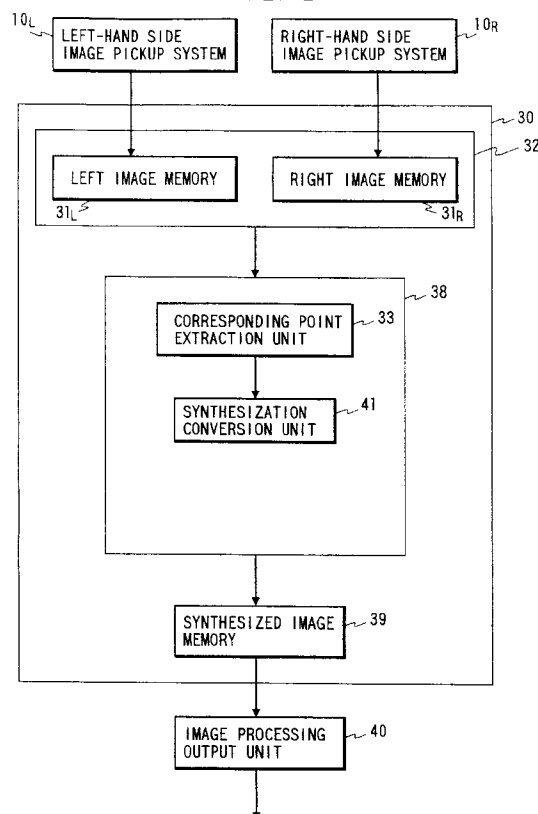 10L
LEFT-HAND SIDE
IMAGE PICKUP SYSTEM
RIGHT-HAND SIDE
IMAGE PICKUP SYSTEM
10R
30
32
LEFT IMAGE MEMORY
RIGHT IMAGE MEMORY
31L
31R
38
CORRESPONDING POINT
EXTRACTION UNIT
33
SYNTHESIZATION
CONVERSION UNIT
41
SYNTHESIZED IMAGE
MEMORY
39
IMAGE PROCESSING
OUTPUT UNIT
40